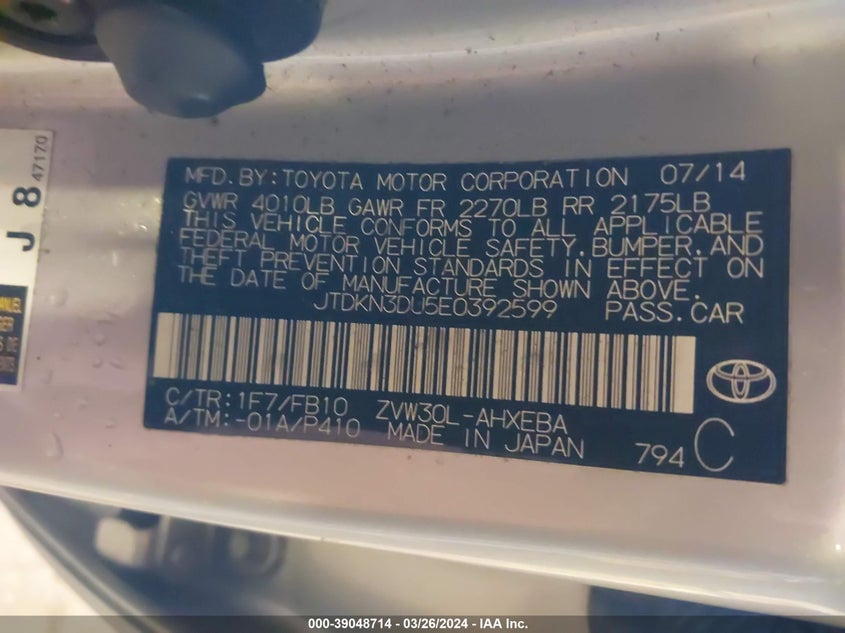 J 8
47170
MFD. BY: TOYOTA MOTOR CORPORATION 07/14
GVWR 4010LB GAWR FR 2270LB RR 2175LB
THIS VEHICLE CONFORMS TO ALL APPLICABLE
FEDERAL MOTOR VEHICLE SAFETY, BUMPER, AND
THEFT PREVENTION STANDARDS IN EFFECT ON
THE DATE OF MANUFACTURE SHOWN ABOVE.
JTDKN3DU5E0392599 PASS. CAR
C/TR: 1F7/FB10 ZVW30L-AHXEBA
A/TM: -01A/P410 MADE IN JAPAN
794 C
000-39048714 - 03/26/2024 - IAA Inc.